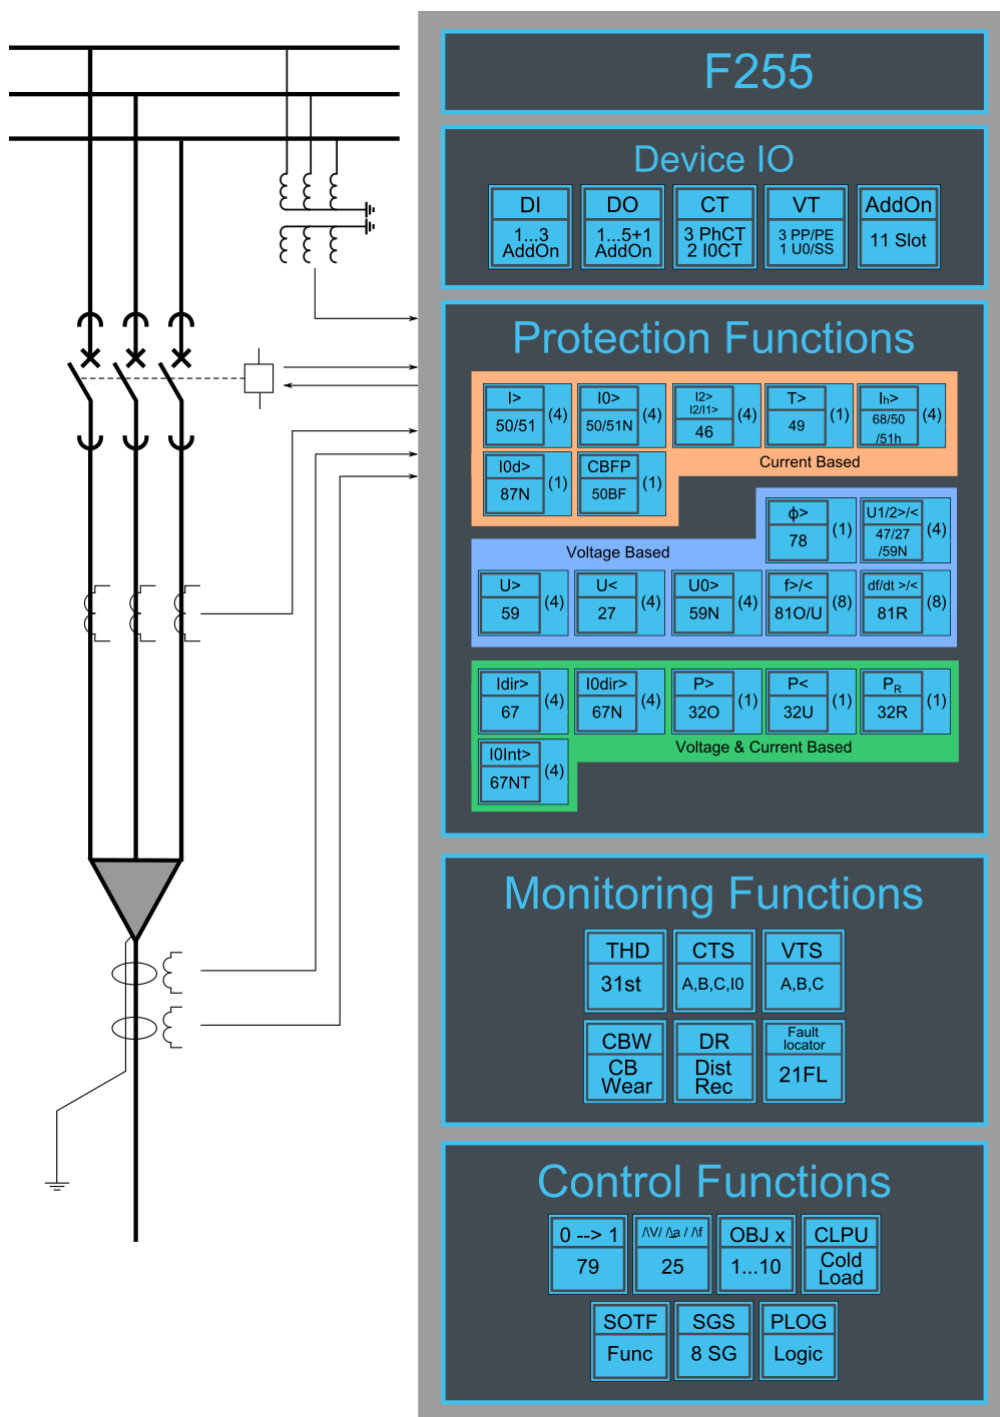 F255
Device IO
DI
1...3
AddOn
DO
1...5+1
AddOn
CT
3 PhCT
2 I0CT
VT
3 PP/PE
1 U0/SS
AddOn
11 Slot
Protection Functions
I>
50/51
(4)
I0>
50/51N
(4)
I2>
I2/I1>
46
(4)
T>
49
(1)
Ih>
68/50
/51h
(4)
I0d>
87N
(1)
CBFP
50BF
(1)
Current Based
ϕ>
78
(1)
U1/2>/<
47/27
/59N
(4)
Voltage Based
U>
59
(4)
U<
27
(4)
U0>
59N
(4)
f>/<
81O/U
(8)
df/dt >/<
81R
(8)
Idir>
67
(4)
I0dir>
67N
(4)
P>
32O
(1)
P<
32U
(1)
PR
32R
(1)
I0Int>
67NT
(4)
Voltage & Current Based
Monitoring Functions
THD
31st
CTS
A,B,C,I0
VTS
A,B,C
CBW
CB
Wear
DR
Dist
Rec
Fault
locator
21FL
Control Functions
0 --> 1
79
/\V/ /\a / /\f
25
OBJ x
1...10
CLPU
Cold
Load
SOTF
Func
SGS
8 SG
PLOG
Logic